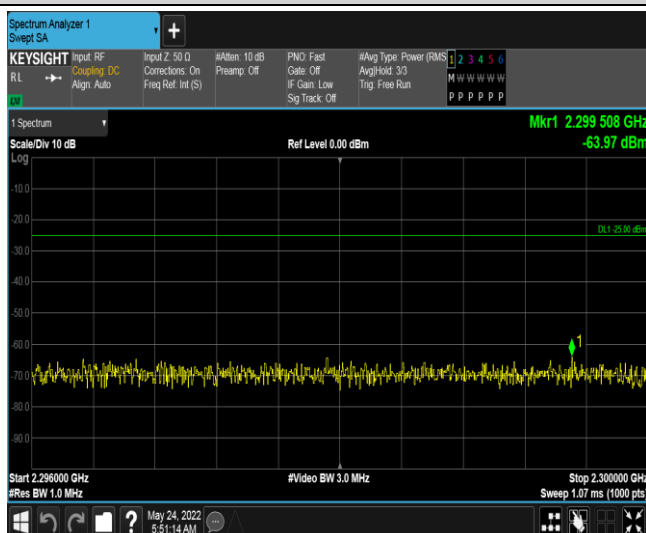 Spectrum Analyzer 1
Swept SA
+
KEYSIGHT
RL
Input: RF
Coupling: DC
Align: Auto
Input Z: 50 Ω
Corrections: On
Freq Ref: Int (S)
#Atten: 10 dB
Preamp: Off
PNO: Fast
Gate: Off
IF Gain: Low
Sig Track: Off
#Avg Type: Power (RMS
Avg|Hold: 3/3
Trig: Free Run
1 2 3 4 5 6
M W W W W W
P P P P P P
1 Spectrum
Scale/Div 10 dB
Ref Level 0.00 dBm
Mkr1 2.299 508 GHz
-63.97 dBm
Log
-10.0
-20.0
DL1 -25.00 dBm
-30.0
-40.0
-50.0
-60.0
1
-70.0
-80.0
-90.0
Start 2.296000 GHz
#Video BW 3.0 MHz
Stop 2.300000 GHz
#Res BW 1.0 MHz
Sweep 1.07 ms (1000 pts)
?
May 24, 2022
5:51:14 AM